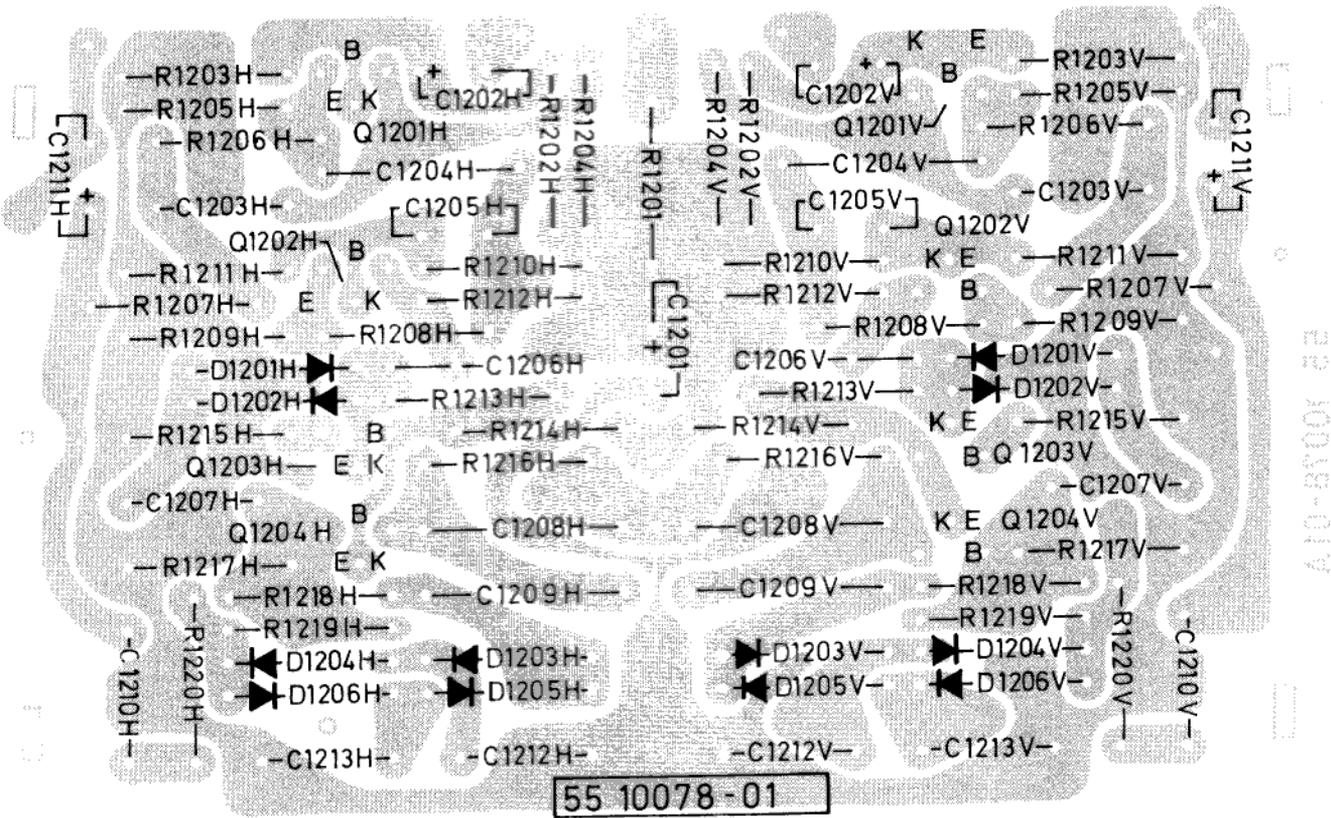 B K E
R1203H + C1202H C1202V + B R1203V
R1205H E K R1202H R1204H R1204V R1202V R1205V
R1206H Q1201H R1201 Q1201V R1206V
C1211H + C1204H C1204V C1211V +
C1203H C1205H C1205V C1203V
Q1202H B Q1202V
R1211H R1210H R1210V K E R1211V
R1207H E K R1212H C1201 + R1212V B R1207V
R1209H R1208H R1208V R1209V
D1201H C1206H C1206V D1201V
D1202H R1213H R1213V D1202V
R1215H B R1214H R1214V K E R1215V
Q1203H E K R1216H R1216V B Q1203V
C1207H C1207V
Q1204H B C1208H C1208V K E Q1204V
R1217H E K B R1217V
R1218H C1209H C1209V R1218V
R1219H R1219V
C1210H R1220H D1204H D1203H D1203V D1204V R1220V C1210V
D1206H D1205H D1205V D1206V
C1213H C1212H C1212V C1213V
55 10078-01